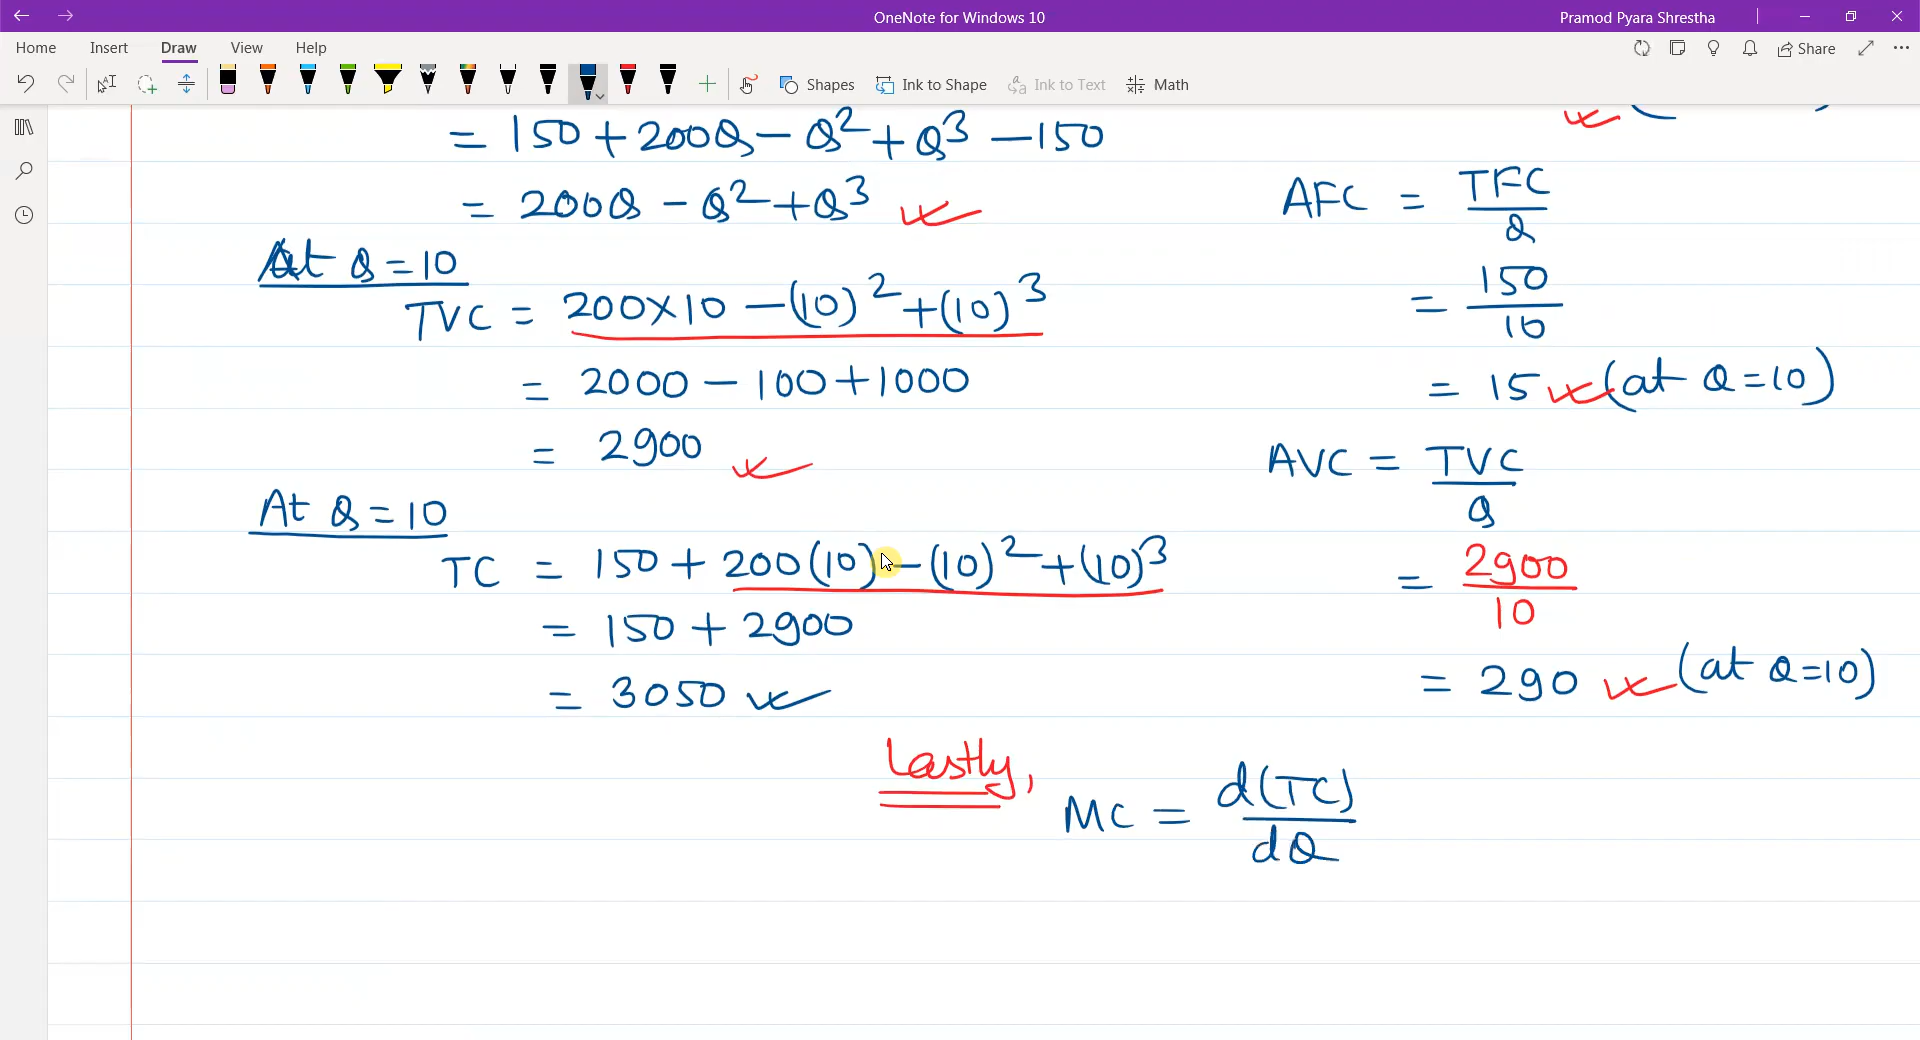 OneNote for Windows 10
Pramod Pyara Shrestha
Home Insert Draw View Help
Share
Shapes Ink to Shape Ink to Text Math
= 150 + 200Q - Q² + Q³ - 150
= 200Q - Q² + Q³
At Q = 10
TVC = 200 × 10 - (10)² + (10)³
= 2000 - 100 + 1000
= 2900
At Q = 10
TC = 150 + 200(10) - (10)² + (10)³
= 150 + 2900
= 3050
AFC = TFC
Q
= 150
10
= 15 (at Q = 10)
AVC = TVC
Q
= 2900
10
= 290 (at Q = 10)
Lastly,
MC = d(TC)
dQ